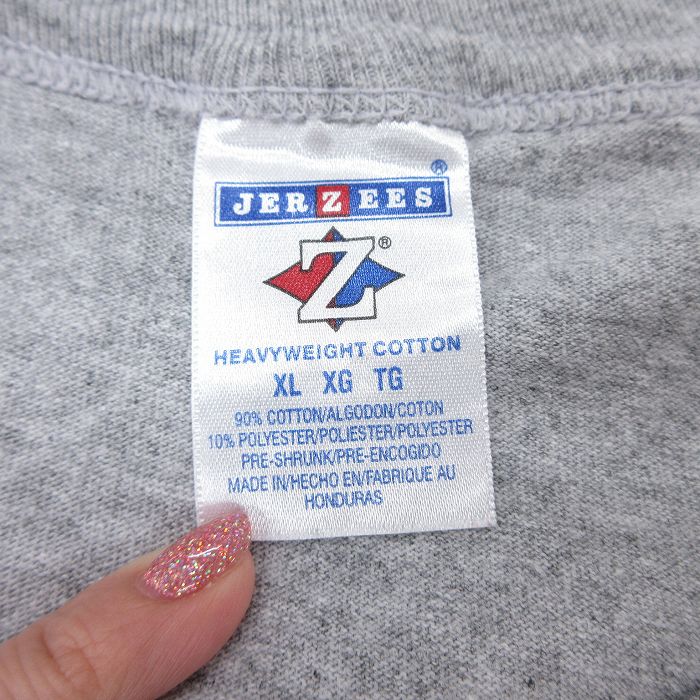 ®
JERZEES
Z®
HEAVYWEIGHT COTTON
XL XG TG
90% COTTON/ALGODON/COTON
10% POLYESTER/POLIESTER/POLYESTER
PRE-SHRUNK/PRE-ENCOGIDO
MADE IN/HECHO EN/FABRIQUE AU
HONDURAS